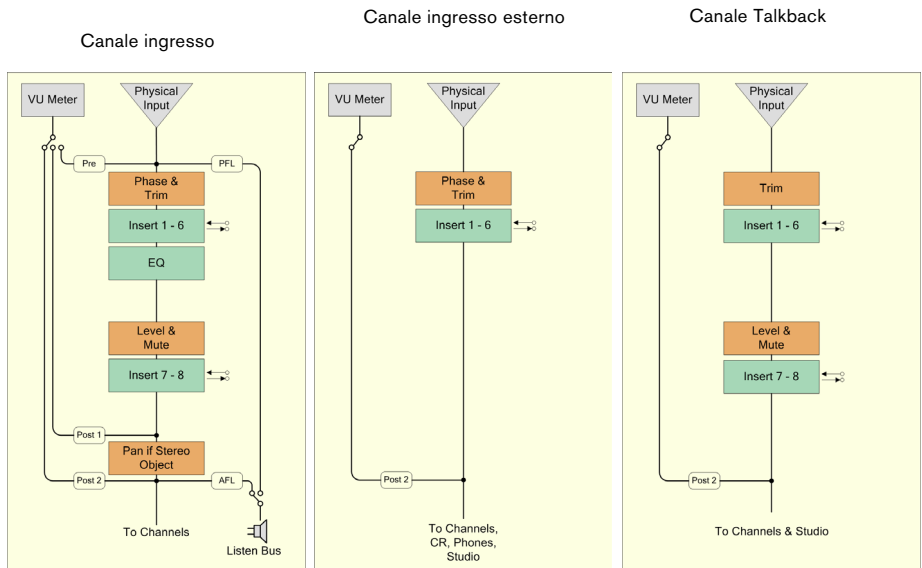 Canale ingresso
Canale ingresso esterno
Canale Talkback
VU Meter
Physical
Input
Pre
PFL
Phase &
Trim
Insert 1 - 6
EQ
Level &
Mute
Insert 7 - 8
Post 1
Pan if Stereo
Object
Post 2
AFL
To Channels
Listen Bus
VU Meter
Physical
Input
Phase &
Trim
Insert 1 - 6
Post 2
To Channels,
CR, Phones,
Studio
VU Meter
Physical
Input
Trim
Insert 1 - 6
Level &
Mute
Insert 7 - 8
Post 2
To Channels & Studio